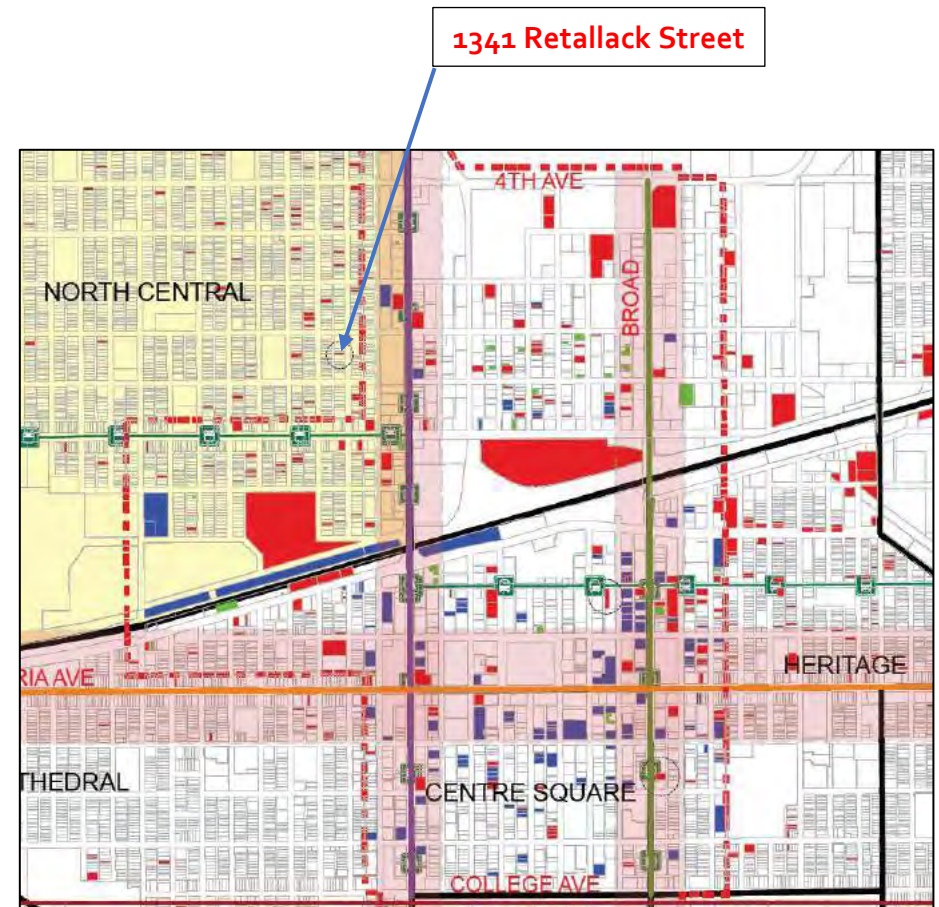 1341 Retallack Street
4TH AVE
NORTH CENTRAL
BROAD
RIA AVE
HERITAGE
THEDRAL
CENTRE SQUARE
COLLEGE AVE